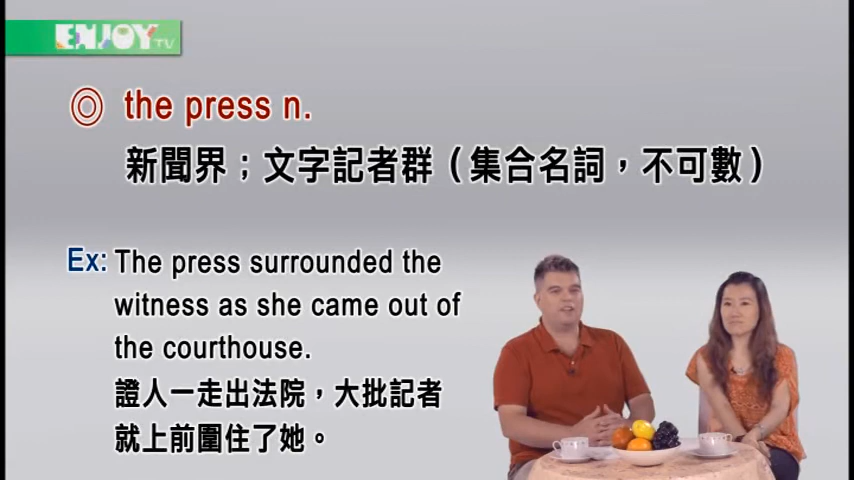 ENJOY TV
◎ the press n.
新聞界；文字記者群（集合名詞，不可數）
Ex: The press surrounded the
witness as she came out of
the courthouse.
證人一走出法院，大批記者
就上前圍住了她。